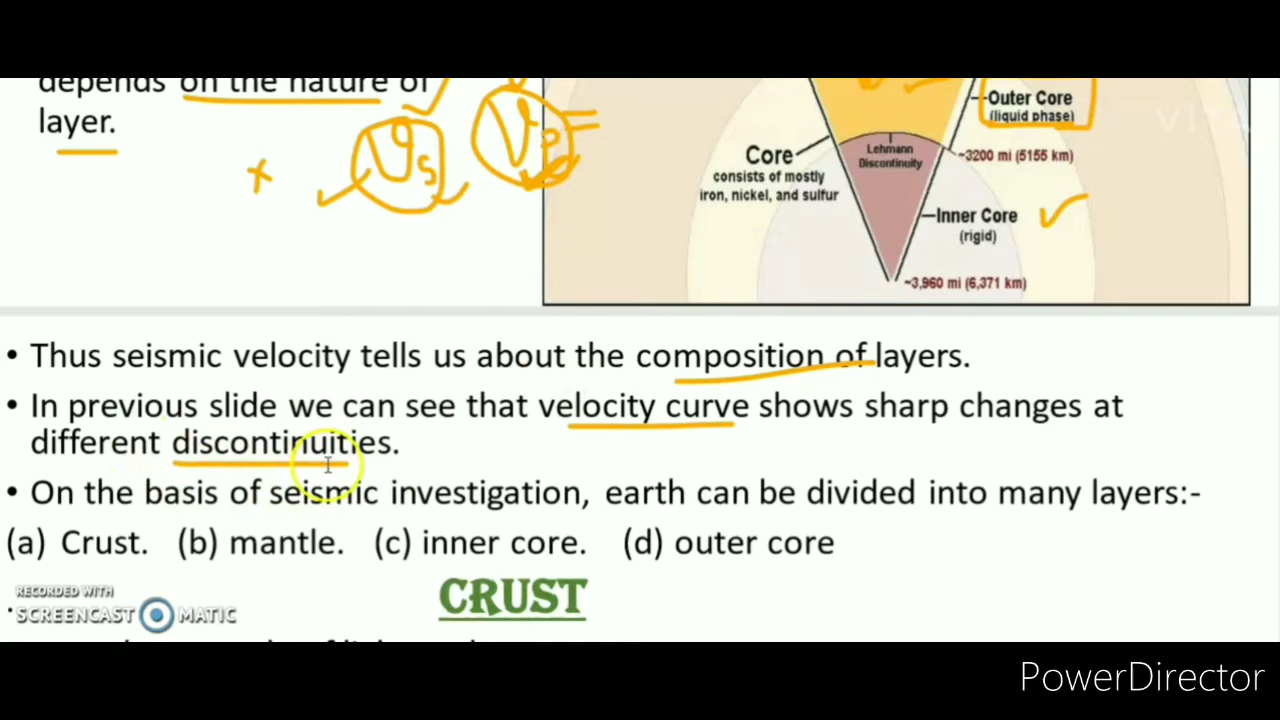 depends on the nature of
layer.
Vs
Vp
Outer Core
(liquid phase)
Lehmann
Discontinuity
~3200 mi (5155 km)
Core
consists of mostly
iron, nickel, and sulfur
Inner Core
(rigid)
~3,960 mi (6,371 km)
• Thus seismic velocity tells us about the composition of layers.
• In previous slide we can see that velocity curve shows sharp changes at
different discontinuities.
• On the basis of seismic investigation, earth can be divided into many layers:-
(a) Crust. (b) mantle. (c) inner core. (d) outer core
CRUST
RECORDED WITH
SCREENCAST MATIC
PowerDirector